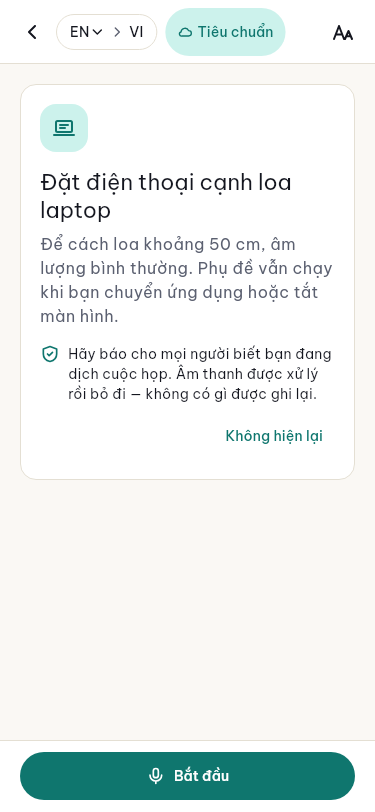 EN
VI
Tiêu chuẩn
AA
Đặt điện thoại cạnh loa
laptop
Để cách loa khoảng 50 cm, âm
lượng bình thường. Phụ đề vẫn chạy
khi bạn chuyển ứng dụng hoặc tắt
màn hình.
Hãy báo cho mọi người biết bạn đang
dịch cuộc họp. Âm thanh được xử lý
rồi bỏ đi — không có gì được ghi lại.
Không hiện lại
Bắt đầu